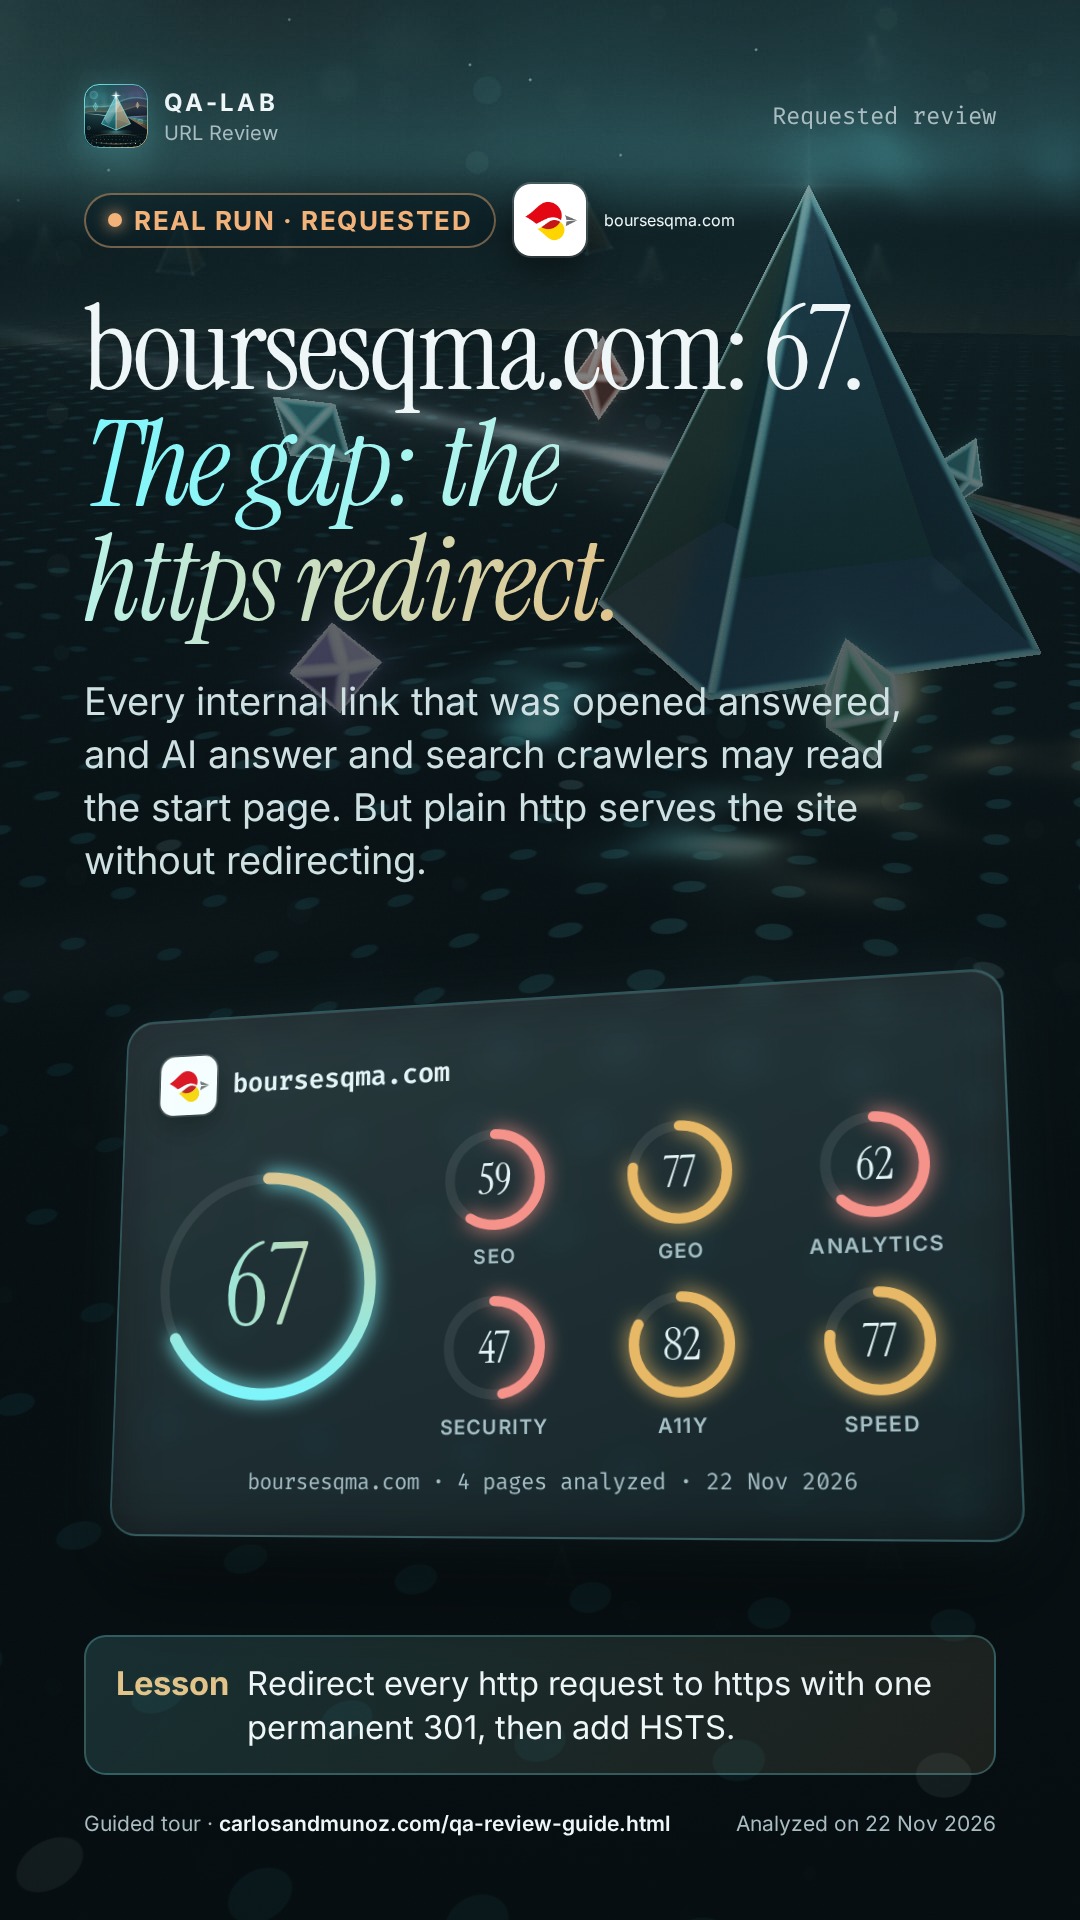 QA-LAB
URL Review
Requested review
REAL RUN · REQUESTED
boursesqma.com
boursesqma.com: 67.
The gap: the
https redirect.
Every internal link that was opened answered,
and AI answer and search crawlers may read
the start page. But plain http serves the site
without redirecting.
boursesqma.com
67
59
SEO
77
GEO
62
ANALYTICS
47
SECURITY
82
A11Y
77
SPEED
boursesqma.com · 4 pages analyzed · 22 Nov 2026
Lesson Redirect every http request to https with one
permanent 301, then add HSTS.
Guided tour · carlosandmunoz.com/qa-review-guide.html
Analyzed on 22 Nov 2026